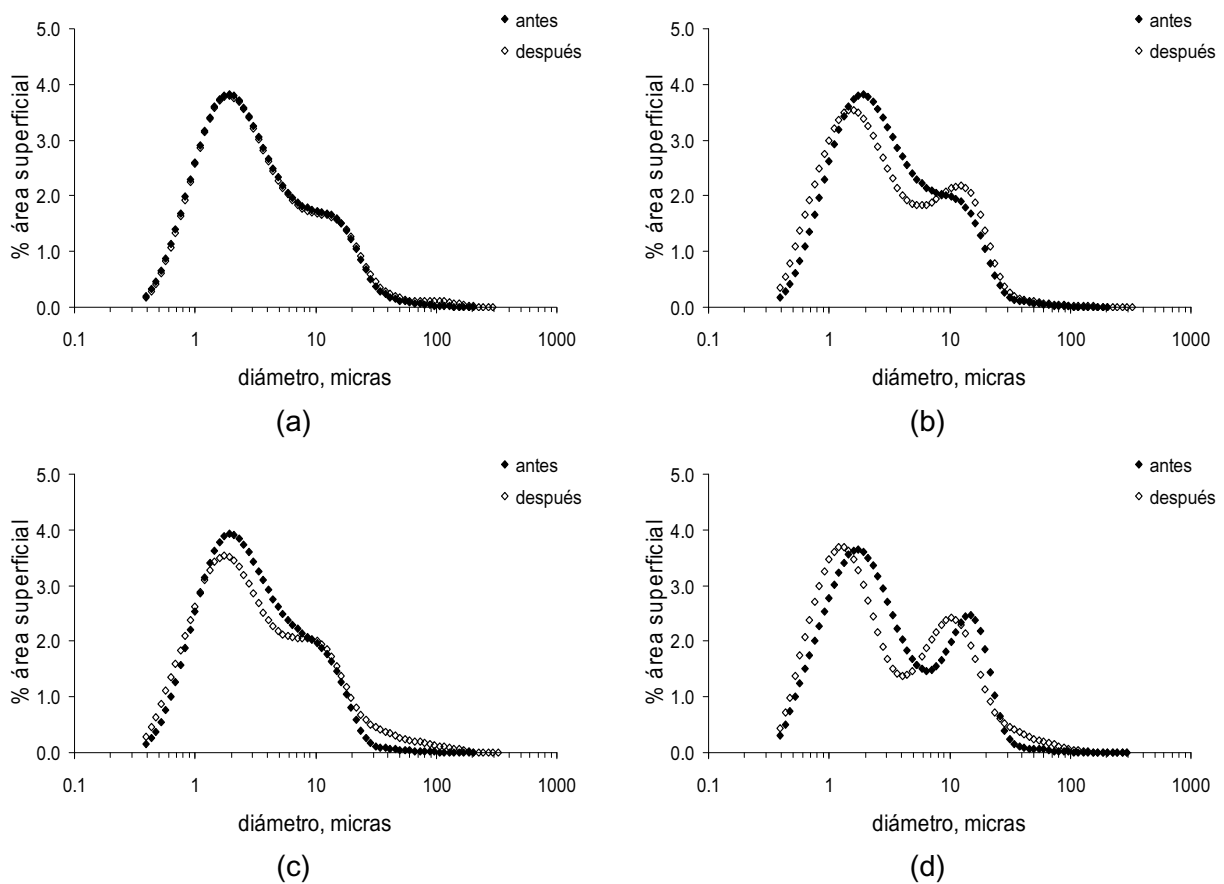 antes
después
5.0
4.0
3.0
2.0
1.0
0.0
% área superficial
0.1 1 10 100 1000
diámetro, micras
(a)
antes
después
5.0
4.0
3.0
2.0
1.0
0.0
% área superficial
0.1 1 10 100 1000
diámetro, micras
(b)
antes
después
5.0
4.0
3.0
2.0
1.0
0.0
% área superficial
0.1 1 10 100 1000
diámetro, micras
(c)
antes
después
5.0
4.0
3.0
2.0
1.0
0.0
% área superficial
0.1 1 10 100 1000
diámetro, micras
(d)